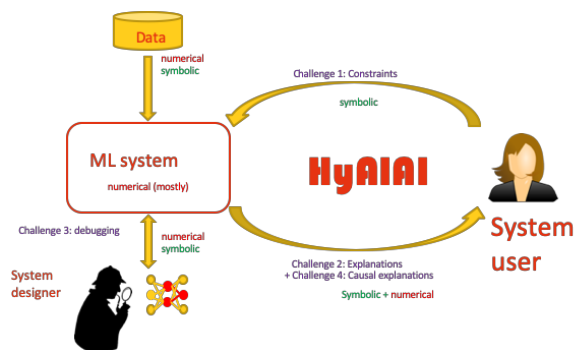 Data
numerical
symbolic
Challenge 1: Constraints
symbolic
ML system
numerical (mostly)
HyAIAI
System
user
Challenge 3: debugging
numerical
symbolic
Challenge 2: Explanations
+ Challenge 4: Causal explanations
Symbolic + numerical
System
designer